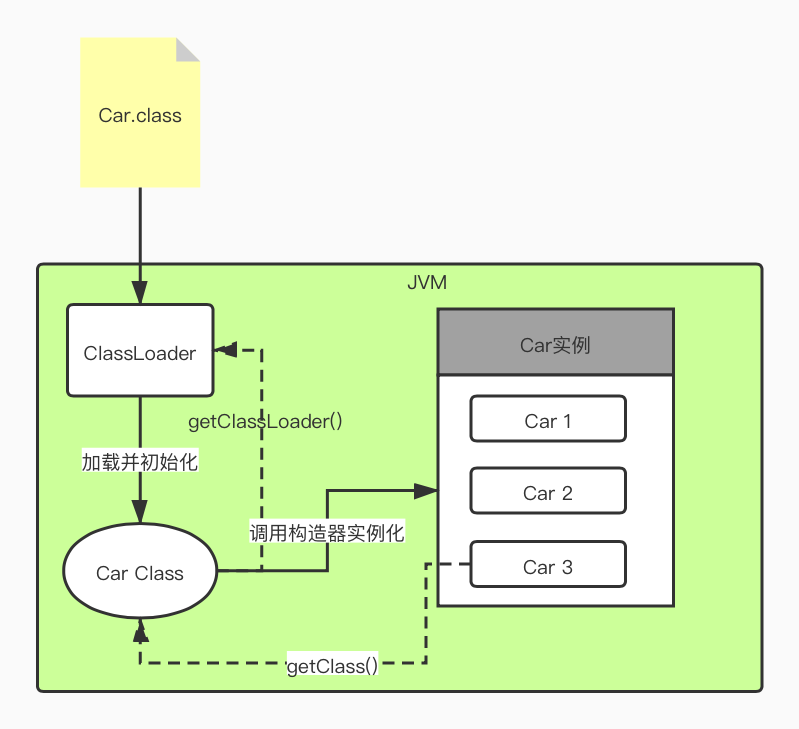 Car.class
JVM
ClassLoader
Car实例
getClassLoader()
Car 1
加载并初始化
Car 2
调用构造器实例化
Car Class
Car 3
getClass()